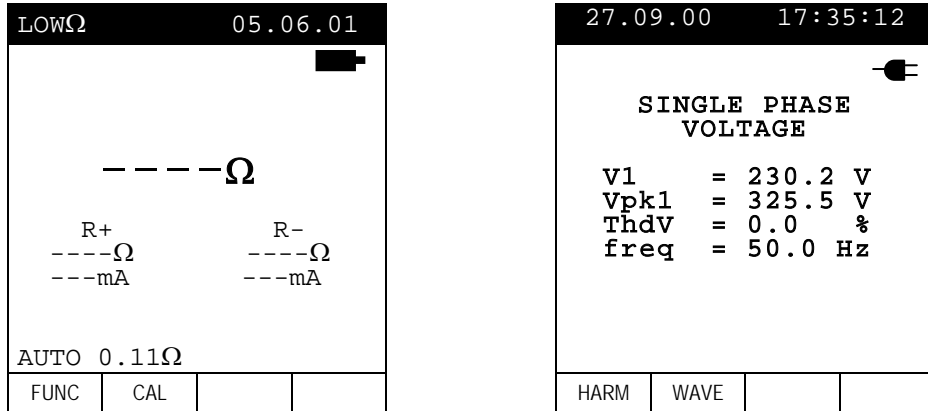 LOWΩ 05.06.01
----Ω
R+ R-
----Ω ----Ω
---mA ---mA
AUTO 0.11Ω
FUNC CAL
27.09.00 17:35:12
SINGLE PHASE
VOLTAGE
V1 = 230.2 V
Vpk1 = 325.5 V
ThdV = 0.0 %
freq = 50.0 Hz
HARM WAVE